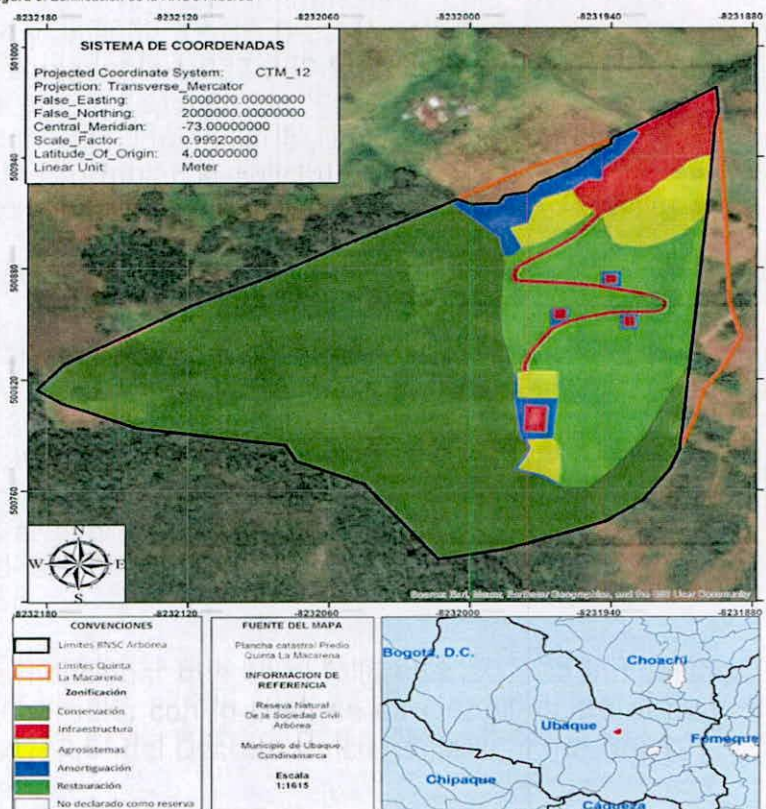 -8232180 -8232120 -8232060 -8232000 -8231940 -8231880
501000
500940
500880
500820
500760
SISTEMA DE COORDENADAS
Projected Coordinate System: CTM_12
Projection: Transverse_Mercator
False_Easting: 5000000.00000000
False_Northing: 2000000.00000000
Central_Meridian: -73.00000000
Scale_Factor: 0.99920000
Latitude_Of_Origin: 4.00000000
Linear Unit: Meter
N
W E
S
-8232180 -8232120 -8232060 -8232000 -8231940 -8231880
CONVENCIONES
Limites RNSC Arbórea
Limites Quinta
La Macarena
Zonificación
Conservación
Infraestructura
Agrosistemas
Amortiguación
Restauración
No declarado como reserva
FUENTE DEL MAPA
Plancha catastral Predio
Quinta La Macarena
INFORMACION DE
REFERENCIA
Reseva Natural
De la Sociedad Civil
Arbórea
Municipio de Ubaque,
Cundinamarca
Escala
1:1615
Bogotá, D.C.
Choachí
Ubaque
Fómeque
Chipaque
Cáqueza